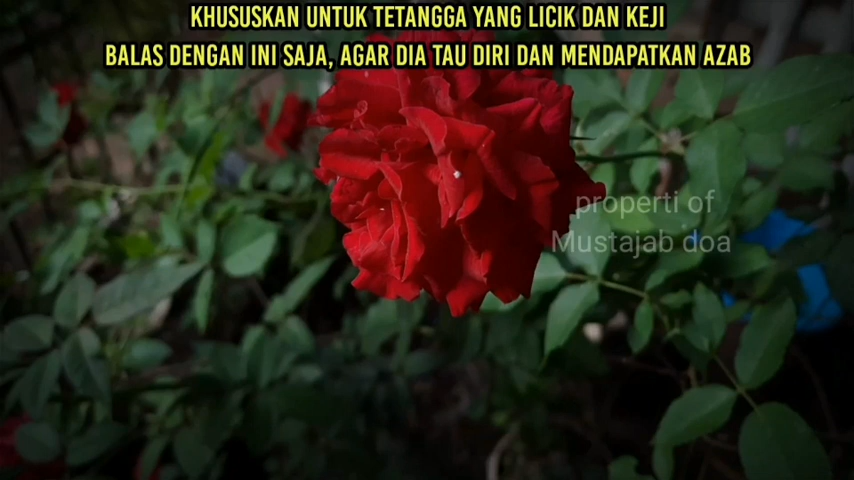 KHUSUSKAN UNTUK TETANGGA YANG LICIK DAN KEJI
BALAS DENGAN INI SAJA, AGAR DIA TAU DIRI DAN MENDAPATKAN AZAB
properti of
Mustajab doa